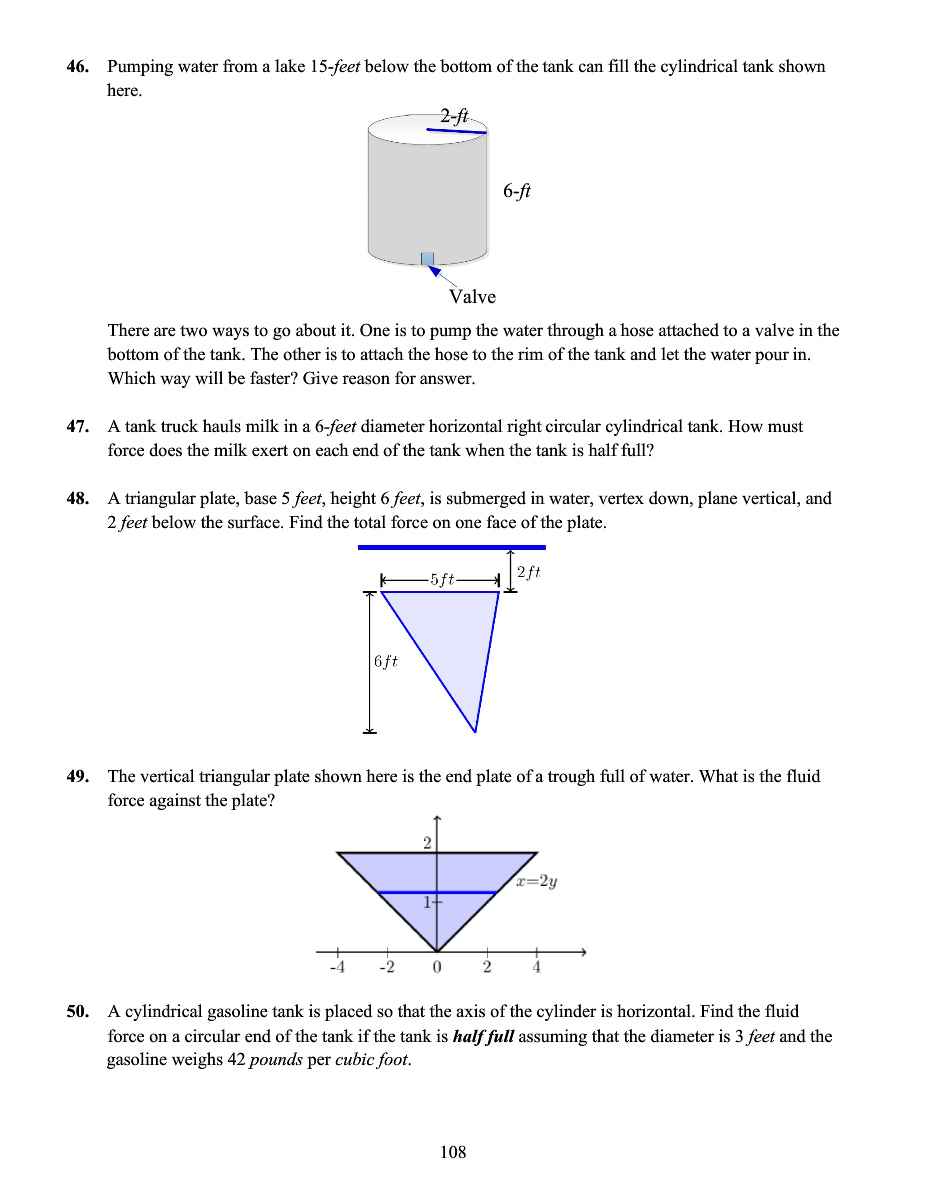 46. Pumping water from a lake 15-feet below the bottom of the tank can fill the cylindrical tank shown
here.
2-ft
6-ft
Valve
There are two ways to go about it. One is to pump the water through a hose attached to a valve in the
bottom of the tank. The other is to attach the hose to the rim of the tank and let the water pour in.
Which way will be faster? Give reason for answer.
47. A tank truck hauls milk in a 6-feet diameter horizontal right circular cylindrical tank. How must
force does the milk exert on each end of the tank when the tank is half full?
48. A triangular plate, base 5 feet, height 6 feet, is submerged in water, vertex down, plane vertical, and
2 feet below the surface. Find the total force on one face of the plate.
2ft
5ft
6ft
49. The vertical triangular plate shown here is the end plate of a trough full of water. What is the fluid
force against the plate?
2
x=2y
1
-4 -2 0 2 4
50. A cylindrical gasoline tank is placed so that the axis of the cylinder is horizontal. Find the fluid
force on a circular end of the tank if the tank is half full assuming that the diameter is 3 feet and the
gasoline weighs 42 pounds per cubic foot.
108